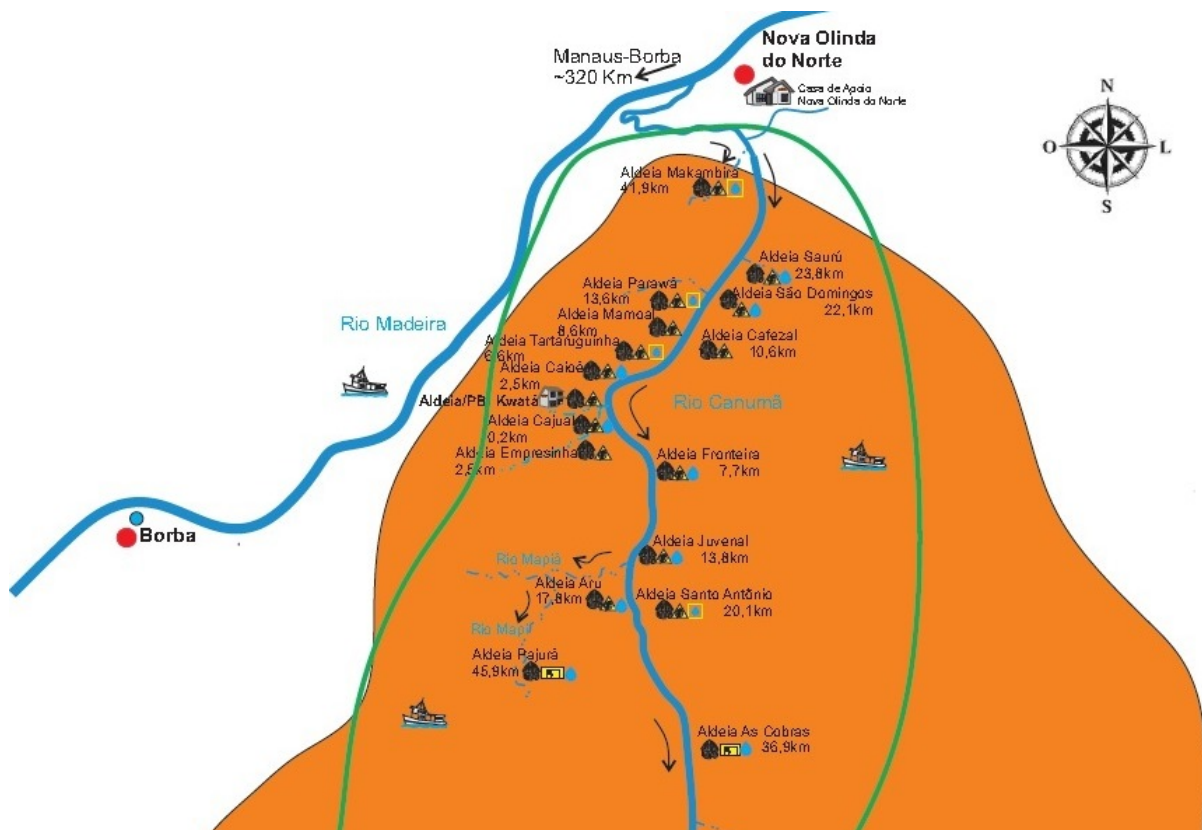 Nova Olinda
do Norte
Manaus-Borba
~320 Km
Casa de Apoio
Nova Olinda do Norte
N
O
L
S
Aldeia Makambira
41,9km
Aldeia Saurú
23,8km
Aldeia Parawá
13,6km
Aldeia São Domingos
22,1km
Aldeia Mamoal
8,6km
Rio Madeira
Aldeia Cafezal
10,6km
Aldeia Tartaruguinha
6,6km
Aldeia Caioé
2,5km
Aldeia/PB Kwatá
Rio Canumã
Aldeia Cajual
0,2km
Aldeia Empresinha
2,5km
Aldeia Fronteira
7,7km
Borba
Aldeia Juvenal
13,8km
Rio Mapiá
Aldeia Aru
17,8km
Aldeia Santo Antônio
20,1km
Aldeia Pajurá
45,9km
Aldeia As Cobras
36,9km